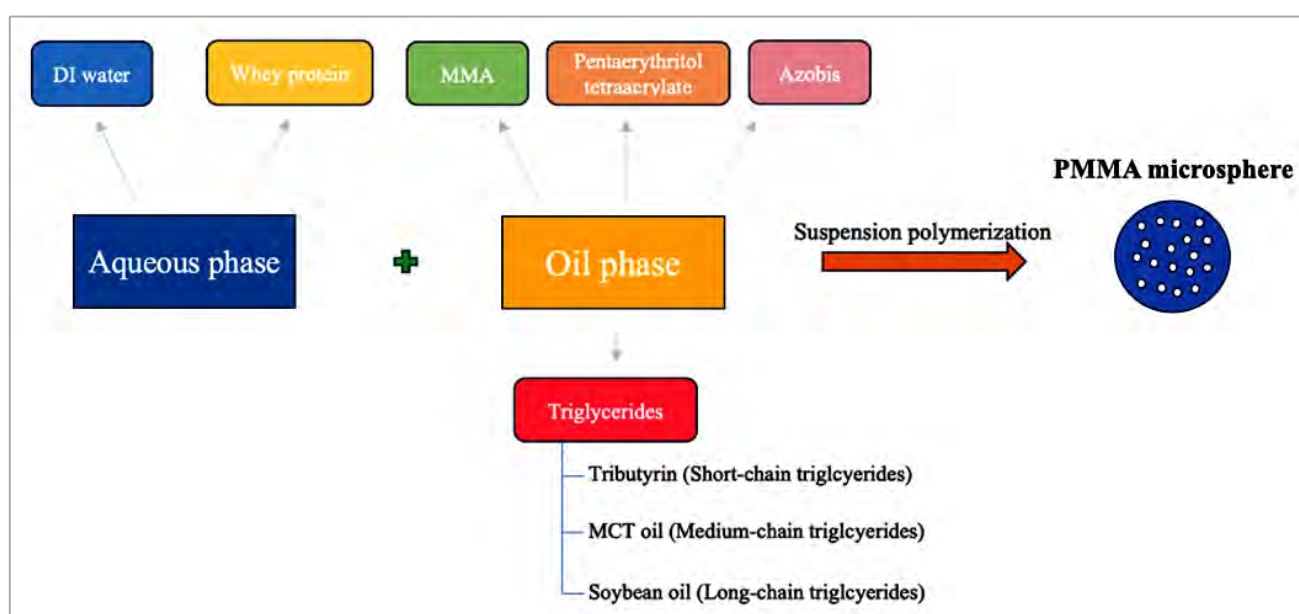 DI water
Whey protein
MMA
Pentaerythritol
tetraacrylate
Azobis
PMMA microsphere
Aqueous phase
Oil phase
Suspension polymerization
Triglycerides
Tributyrin (Short-chain triglcyerides)
MCT oil (Medium-chain triglcyerides)
Soybean oil (Long-chain triglcyerides)